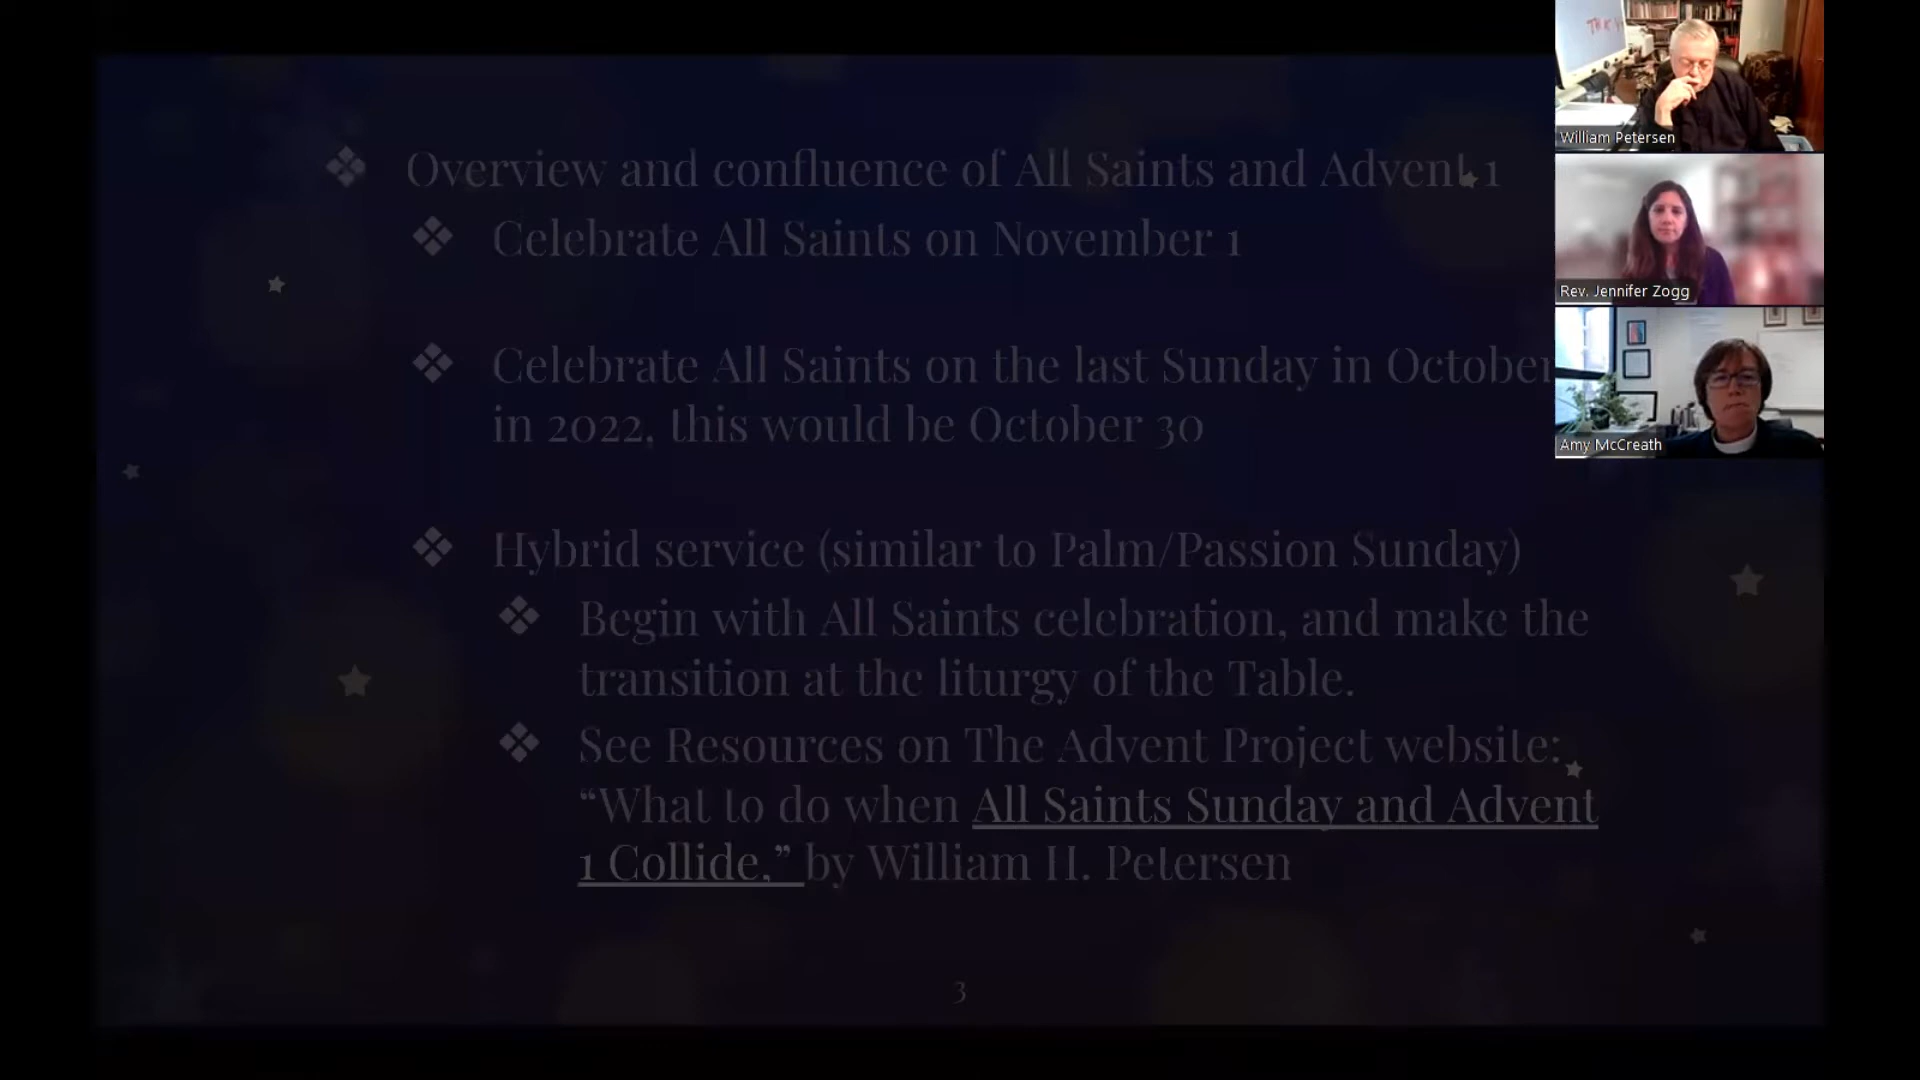 Overview and confluence of All Saints and Advent 1
Celebrate All Saints on November 1
Celebrate All Saints on the last Sunday in October
in 2022, this would be October 30
Hybrid service (similar to Palm/Passion Sunday)
Begin with All Saints celebration, and make the
transition at the liturgy of the Table.
See Resources on The Advent Project website:
“What to do when All Saints Sunday and Advent
1 Collide,” by William H. Petersen
3
William Petersen
Rev. Jennifer Zogg
Amy McCreath